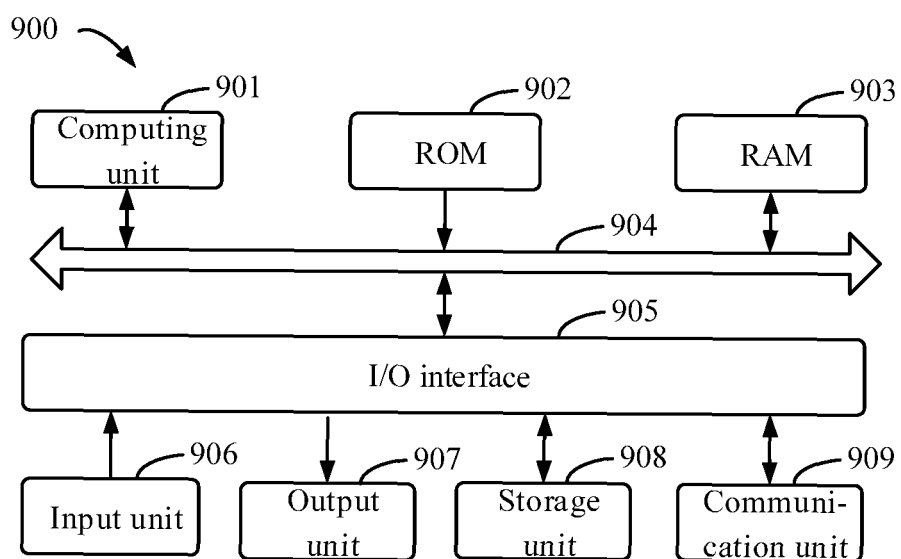 900
901
902
903
Computing
unit
ROM
RAM
904
905
I/O interface
906
907
908
909
Input unit
Output
unit
Storage
unit
Communi-
cation unit